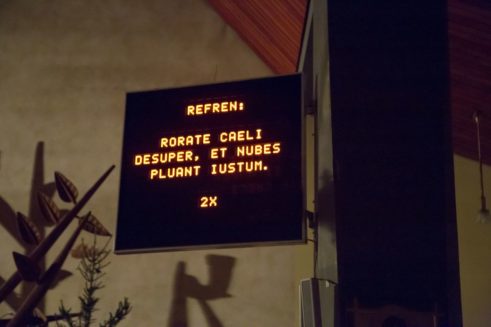 REFREN:
RORATE CAELI
DESUPER, ET NUBES
PLUANT IUSTUM.
2X